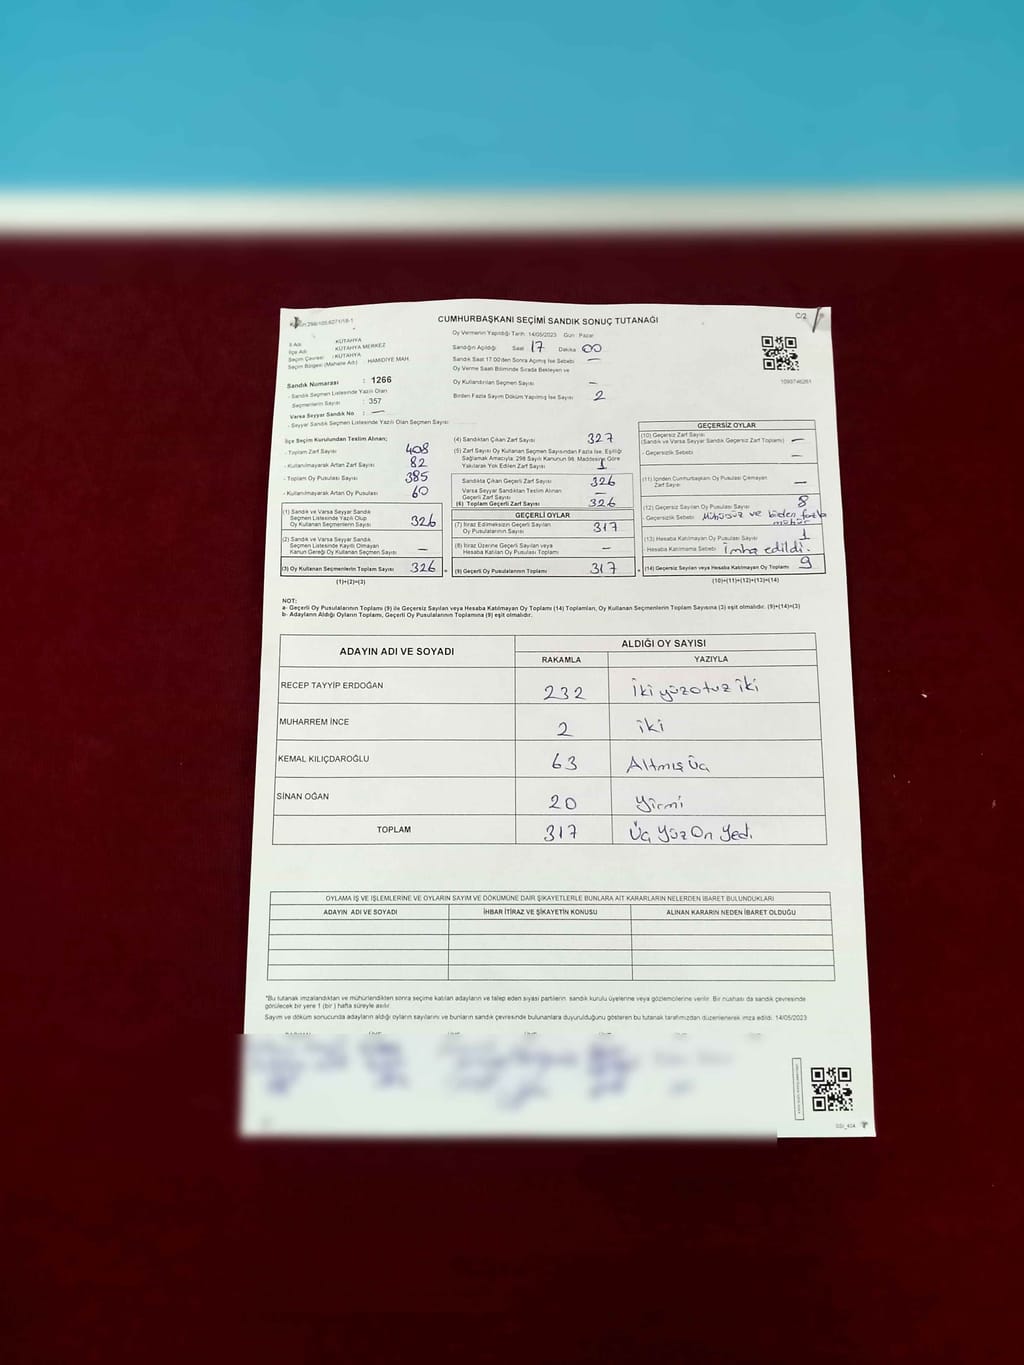 CUMHURBAŞKANI SEÇİMİ SANDIK SONUÇ TUTANAĞI
C/2
Oy Vermenin Yapıldığı Tarih: 14/05/2023 Gün: Pazar
İl Adı : KÜTAHYA
İlçe Adı : KÜTAHYA MERKEZ
Seçim Çevresi : KÜTAHYA
Seçim Bölgesi (Mahalle Adı) : HAMİDİYE MAH.
Sandığın Açıldığı Saat 17 Dakika 00
Sandık Saat 17.00'den Sonra Açılmış İse Sebebi —
Oy Verme Saati Bitiminde Sırada Bekleyen ve
Oy Kullandırılan Seçmen Sayısı —
Birden Fazla Sayım Döküm Yapılmış İse Sayısı 2
1093746261
Sandık Numarası : 1266
- Sandık Seçmen Listesinde Yazılı Olan
Seçmenlerin Sayısı : 357
Varsa Seyyar Sandık No : —
- Seyyar Sandık Seçmen Listesinde Yazılı Olan Seçmen Sayısı:
İlçe Seçim Kurulundan Teslim Alınan;
- Toplam Zarf Sayısı 408
- Kullanılmayarak Artan Zarf Sayısı 82
- Toplam Oy Pusulası Sayısı 385
- Kullanılmayarak Artan Oy Pusulası 60
(1) Sandık ve Varsa Seyyar Sandık
Seçmen Listesinde Yazılı Olup
Oy Kullanan Seçmenlerin Sayısı 326
(2) Sandık ve Varsa Seyyar Sandık
Seçmen Listesinde Kayıtlı Olmayan
Kanun Gereği Oy Kullanan Seçmen Sayısı —
(3) Oy Kullanan Seçmenlerin Toplam Sayısı 326
(1)+(2)=(3)
(4) Sandıktan Çıkan Zarf Sayısı 327
(5) Zarf Sayısı Oy Kullanan Seçmen Sayısından Fazla İse, Eşitliği
Sağlamak Amacıyla, 298 Sayılı Kanunun 98. Maddesine Göre
Yakılarak Yok Edilen Zarf Sayısı 1
Sandıkta Çıkan Geçerli Zarf Sayısı 326
Varsa Seyyar Sandıktan Teslim Alınan
Geçerli Zarf Sayısı —
(6) Toplam Geçerli Zarf Sayısı 326
GEÇERLİ OYLAR
(7) İtiraz Edilmeksizin Geçerli Sayılan
Oy Pusulalarının Sayısı 317
(8) İtiraz Üzerine Geçerli Sayılan veya
Hesaba Katılan Oy Pusulası Toplamı —
(9) Geçerli Oy Pusulalarının Toplamı 317
GEÇERSİZ OYLAR
(10) Geçersiz Zarf Sayısı
(Sandık ve Varsa Seyyar Sandık Geçersiz Zarf Toplamı) —
- Geçersizlik Sebebi —
(11) İçinden Cumhurbaşkanı Oy Pusulası Çıkmayan
Zarf Sayısı —
(12) Geçersiz Sayılan Oy Pusulası Sayısı 8
- Geçersizlik Sebebi Mühürsüz ve birden fazla
mühür
(13) Hesaba Katılmayan Oy Pusulası Sayısı 1
- Hesaba Katılmama Sebebi İmha edildi.
(14) Geçersiz Sayılan veya Hesaba Katılmayan Oy Toplamı 9
(10)+(11)+(12)+(13)=(14)
NOT:
a- Geçerli Oy Pusulalarının Toplamı (9) ile Geçersiz Sayılan veya Hesaba Katılmayan Oy Toplamı (14) Toplamları, Oy Kullanan Seçmenlerin Toplam Sayısına (3) eşit olmalıdır. (9)+(14)=(3)
b- Adayların Aldığı Oyların Toplamı, Geçerli Oy Pusulalarının Toplamına (9) eşit olmalıdır.
ADAYIN ADI VE SOYADI
ALDIĞI OY SAYISI
RAKAMLA YAZIYLA
RECEP TAYYİP ERDOĞAN 232 İki yüz otuz iki
MUHARREM İNCE 2 iki
KEMAL KILIÇDAROĞLU 63 Altmış üç
SİNAN OĞAN 20 Yirmi
TOPLAM 317 Üç Yüz On Yedi
OYLAMA İŞ VE İŞLEMLERİNE VE OYLARIN SAYIM VE DÖKÜMÜNE DAİR ŞİKAYETLERLE BUNLARA AİT KARARLARIN NELERDEN İBARET BULUNDUKLARI
ADAYIN ADI VE SOYADI İHBAR İTİRAZ VE ŞİKAYETİN KONUSU ALINAN KARARIN NEDEN İBARET OLDUĞU
*Bu tutanak imzalandıktan ve mühürlendikten sonra seçime katılan adayların ve talep eden siyasi partilerin sandık kurulu üyelerine veya gözlemcilerine verilir. Bir nushası da sandık çevresinde
görülecek bir yere 1 (bir) hafta süreyle asılır.
Sayım ve döküm sonucunda adayların aldığı oyların sayılarını ve bunların sandık çevresinde bulunanlara duyurulduğunu gösteren bu tutanak tarafımızdan düzenlenerek imza edildi. 14/05/2023